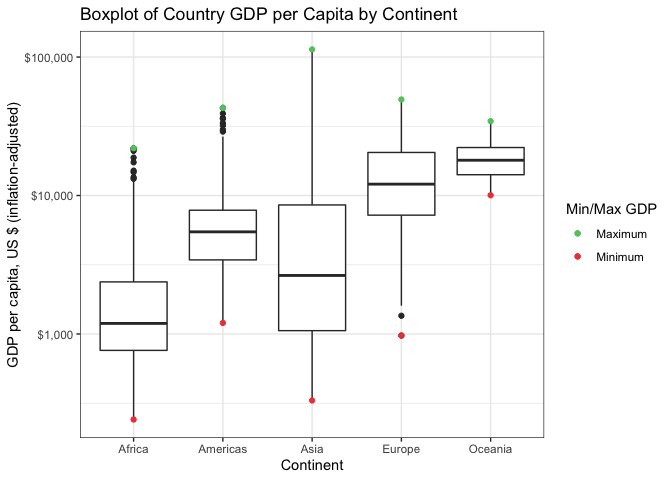 Boxplot of Country GDP per Capita by Continent
GDP per capita, US $ (inflation-adjusted)
$100,000
$10,000
$1,000
Africa Americas Asia Europe Oceania
Continent
Min/Max GDP
Maximum
Minimum